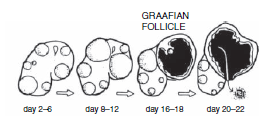 GRAAFIAN
FOLLICLE
day 2–6
day 8–12
day 16–18
day 20–22